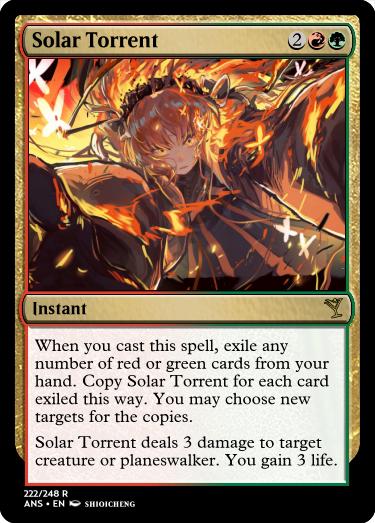 Solar Torrent 2
Instant
When you cast this spell, exile any
number of red or green cards from your
hand. Copy Solar Torrent for each card
exiled this way. You may choose new
targets for the copies.
Solar Torrent deals 3 damage to target
creature or planeswalker. You gain 3 life.
222/248 R
ANS • EN SHIOICHENG